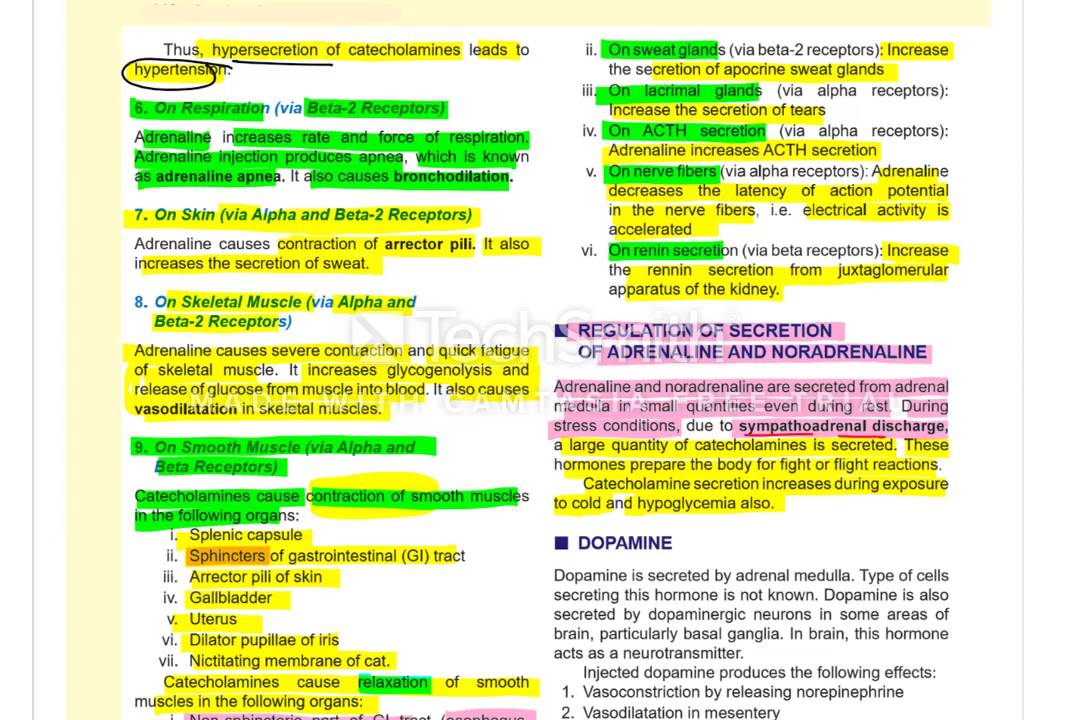 Thus, hypersecretion of catecholamines leads to
hypertension.
6. On Respiration (via Beta-2 Receptors)
Adrenaline increases rate and force of respiration.
Adrenaline injection produces apnea, which is known
as adrenaline apnea. It also causes bronchodilation.
7. On Skin (via Alpha and Beta-2 Receptors)
Adrenaline causes contraction of arrector pili. It also
increases the secretion of sweat.
8. On Skeletal Muscle (via Alpha and
Beta-2 Receptors)
Adrenaline causes severe contraction and quick fatigue
of skeletal muscle. It increases glycogenolysis and
release of glucose from muscle into blood. It also causes
vasodilatation in skeletal muscles.
9. On Smooth Muscle (via Alpha and
Beta Receptors)
Catecholamines cause contraction of smooth muscles
in the following organs:
i. Splenic capsule
ii. Sphincters of gastrointestinal (GI) tract
iii. Arrector pili of skin
iv. Gallbladder
v. Uterus
vi. Dilator pupillae of iris
vii. Nictitating membrane of cat.
Catecholamines cause relaxation of smooth
muscles in the following organs:
i. Non-sphincteric part of GI tract (esophagus,
ii. On sweat glands (via beta-2 receptors): Increase
the secretion of apocrine sweat glands
iii. On lacrimal glands (via alpha receptors):
Increase the secretion of tears
iv. On ACTH secretion (via alpha receptors):
Adrenaline increases ACTH secretion
v. On nerve fibers (via alpha receptors): Adrenaline
decreases the latency of action potential
in the nerve fibers, i.e. electrical activity is
accelerated
vi. On renin secretion (via beta receptors): Increase
the rennin secretion from juxtaglomerular
apparatus of the kidney.
REGULATION OF SECRETION
OF ADRENALINE AND NORADRENALINE
Adrenaline and noradrenaline are secreted from adrenal
medulla in small quantities even during rest. During
stress conditions, due to sympathoadrenal discharge,
a large quantity of catecholamines is secreted. These
hormones prepare the body for fight or flight reactions.
Catecholamine secretion increases during exposure
to cold and hypoglycemia also.
DOPAMINE
Dopamine is secreted by adrenal medulla. Type of cells
secreting this hormone is not known. Dopamine is also
secreted by dopaminergic neurons in some areas of
brain, particularly basal ganglia. In brain, this hormone
acts as a neurotransmitter.
Injected dopamine produces the following effects:
1. Vasoconstriction by releasing norepinephrine
2. Vasodilatation in mesentery
TechSmith
MADE WITH CAMTASIA FREE TRIAL